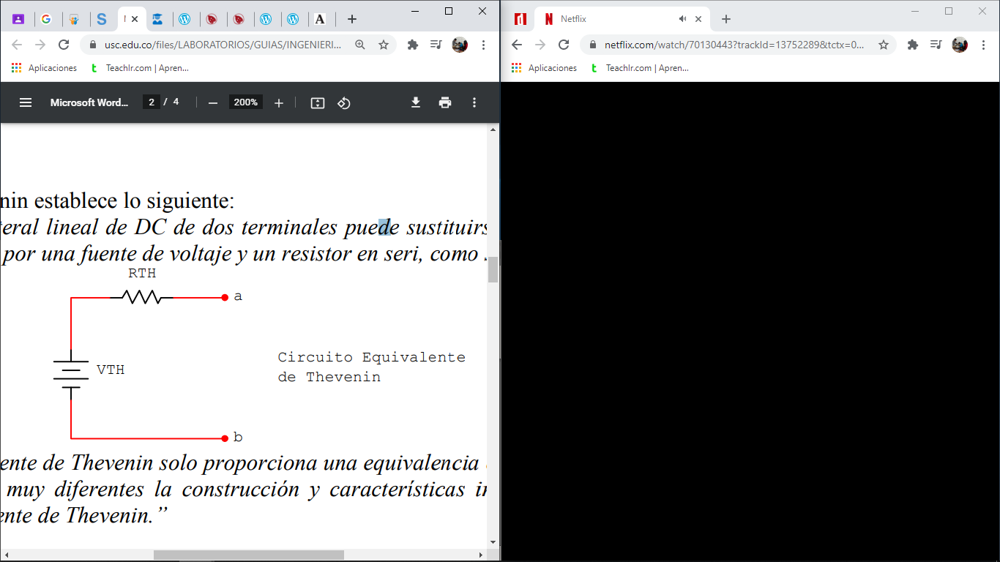 usc.edu.co/files/LABORATORIOS/GUIAS/INGENIERI...
Aplicaciones
Teachlr.com | Apren...
Microsoft Word...
2 / 4
200%
nin establece lo siguiente:
teral lineal de DC de dos terminales puede sustituirs
por una fuente de voltaje y un resistor en seri, como
RTH
a
VTH
Circuito Equivalente
de Thevenin
b
ente de Thevenin solo proporciona una equivalencia
muy diferentes la construcción y características in
ente de Thevenin.”
Netflix
netflix.com/watch/70130443?trackId=13752289&tctx=0...
Aplicaciones
Teachlr.com | Apren...